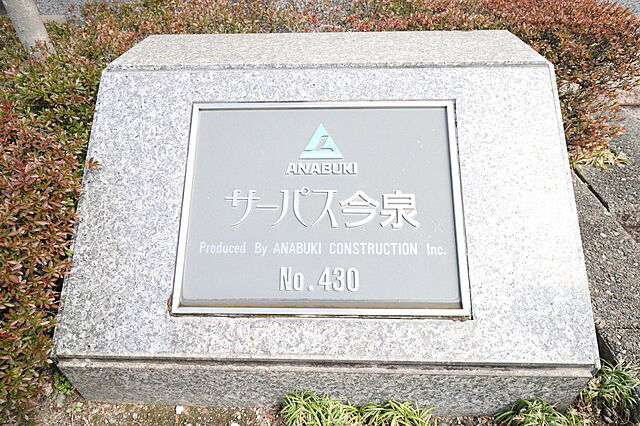 ANABUKI
サーパス今泉
Produced By ANABUKI CONSTRUCTION Inc.
No.430